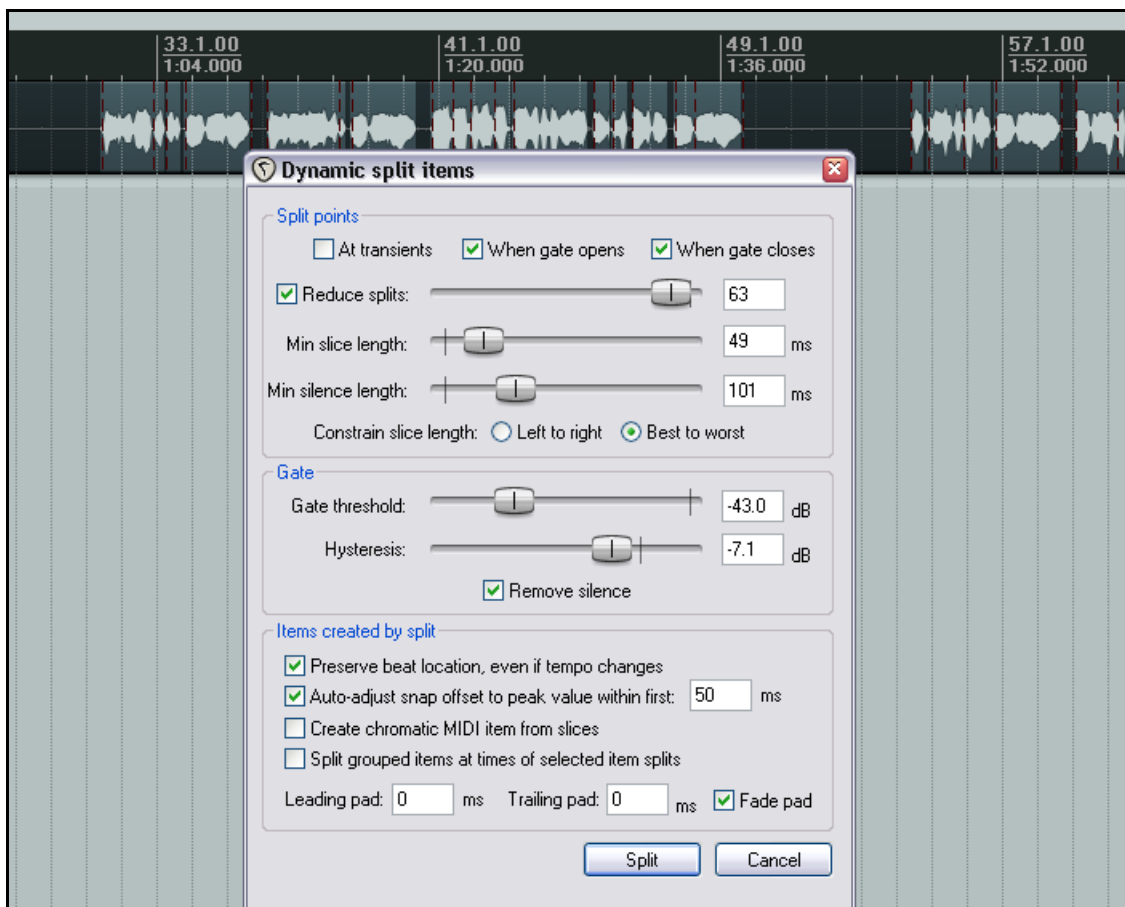 33.1.00 41.1.00 49.1.00 57.1.00
1:04.000 1:20.000 1:36.000 1:52.000
Dynamic split items
Split points
At transients When gate opens When gate closes
Reduce splits: 63
Min slice length: 49 ms
Min silence length: 101 ms
Constrain slice length: Left to right Best to worst
Gate
Gate threshold: -43.0 dB
Hysteresis: -7.1 dB
Remove silence
Items created by split
Preserve beat location, even if tempo changes
Auto-adjust snap offset to peak value within first: 50 ms
Create chromatic MIDI item from slices
Split grouped items at times of selected item splits
Leading pad: 0 ms Trailing pad: 0 ms Fade pad
Split Cancel